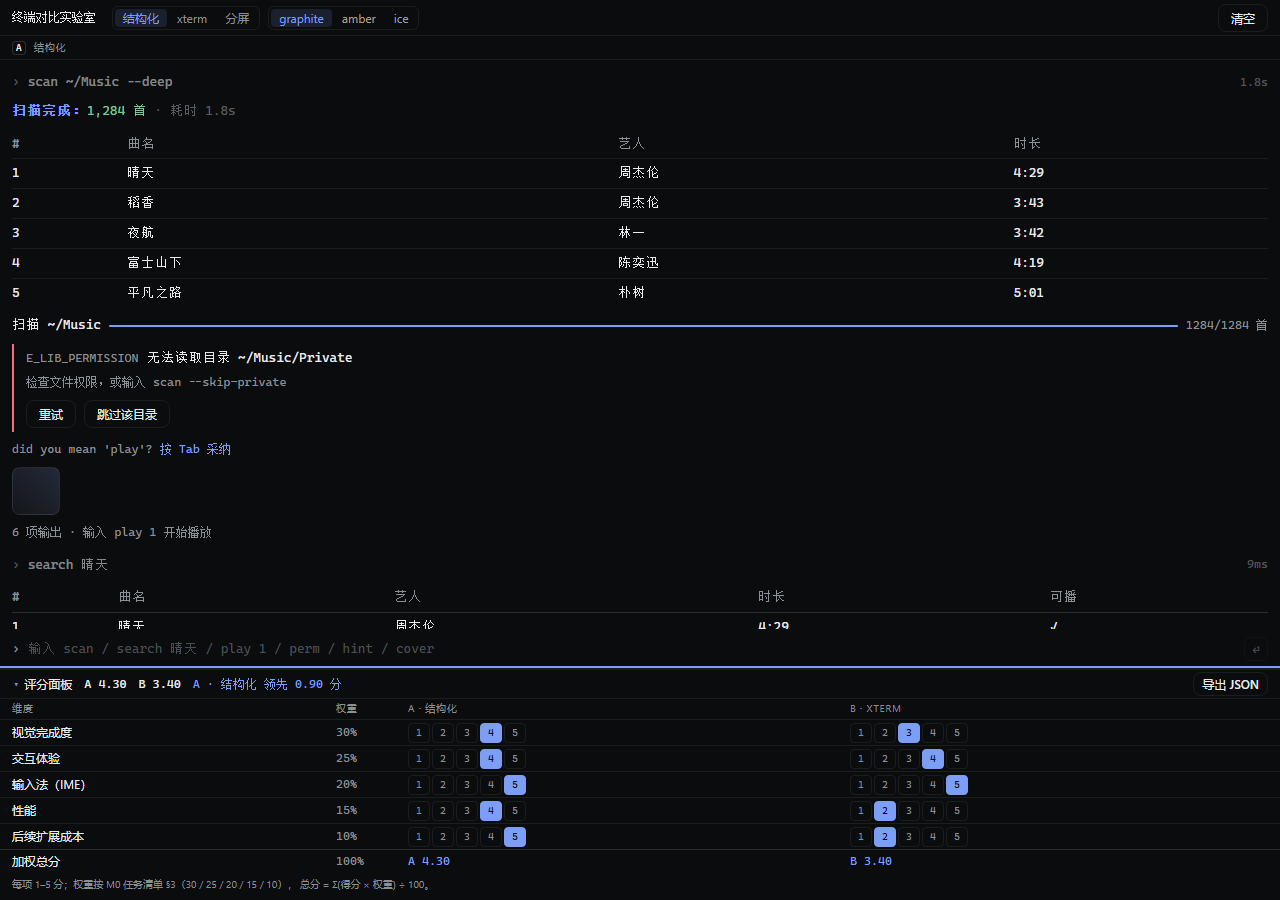 终端对比实验室 结构化 xterm 分屏 graphite amber ice 清空
A 结构化
› scan ~/Music --deep 1.8s
扫描完成: 1,284 首 · 耗时 1.8s
# 曲名 艺人 时长
1 晴天 周杰伦 4:29
2 稻香 周杰伦 3:43
3 夜航 林一 3:42
4 富士山下 陈奕迅 4:19
5 平凡之路 朴树 5:01
扫描 ~/Music 1284/1284 首
E_LIB_PERMISSION 无法读取目录 ~/Music/Private
检查文件权限，或输入 scan --skip-private
重试 跳过该目录
did you mean 'play'? 按 Tab 采纳
6 项输出 · 输入 play 1 开始播放
› search 晴天 9ms
# 曲名 艺人 时长 可播
1 晴天 周杰伦 4:29 ✓
› 输入 scan / search 晴天 / play 1 / perm / hint / cover ↵
▾ 评分面板 A 4.30 B 3.40 A · 结构化 领先 0.90 分 导出 JSON
维度 权重 A · 结构化 B · XTERM
视觉完成度 30% 1 2 3 4 5 1 2 3 4 5
交互体验 25% 1 2 3 4 5 1 2 3 4 5
输入法（IME） 20% 1 2 3 4 5 1 2 3 4 5
性能 15% 1 2 3 4 5 1 2 3 4 5
后续扩展成本 10% 1 2 3 4 5 1 2 3 4 5
加权总分 100% A 4.30 B 3.40
每项 1–5 分；权重按 M0 任务清单 §3（30 / 25 / 20 / 15 / 10），总分 = Σ(得分 × 权重) ÷ 100。